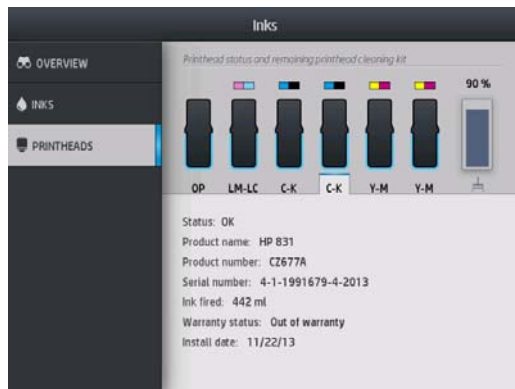 Inks
OVERVIEW
INKS
PRINTHEADS
Printhead status and remaining printhead cleaning kit
90 %
OP LM-LC C-K C-K Y-M Y-M
Status: OK
Product name: HP 831
Product number: CZ677A
Serial number: 4-1-1991679-4-2013
Ink fired: 442 ml
Warranty status: Out of warranty
Install date: 11/22/13